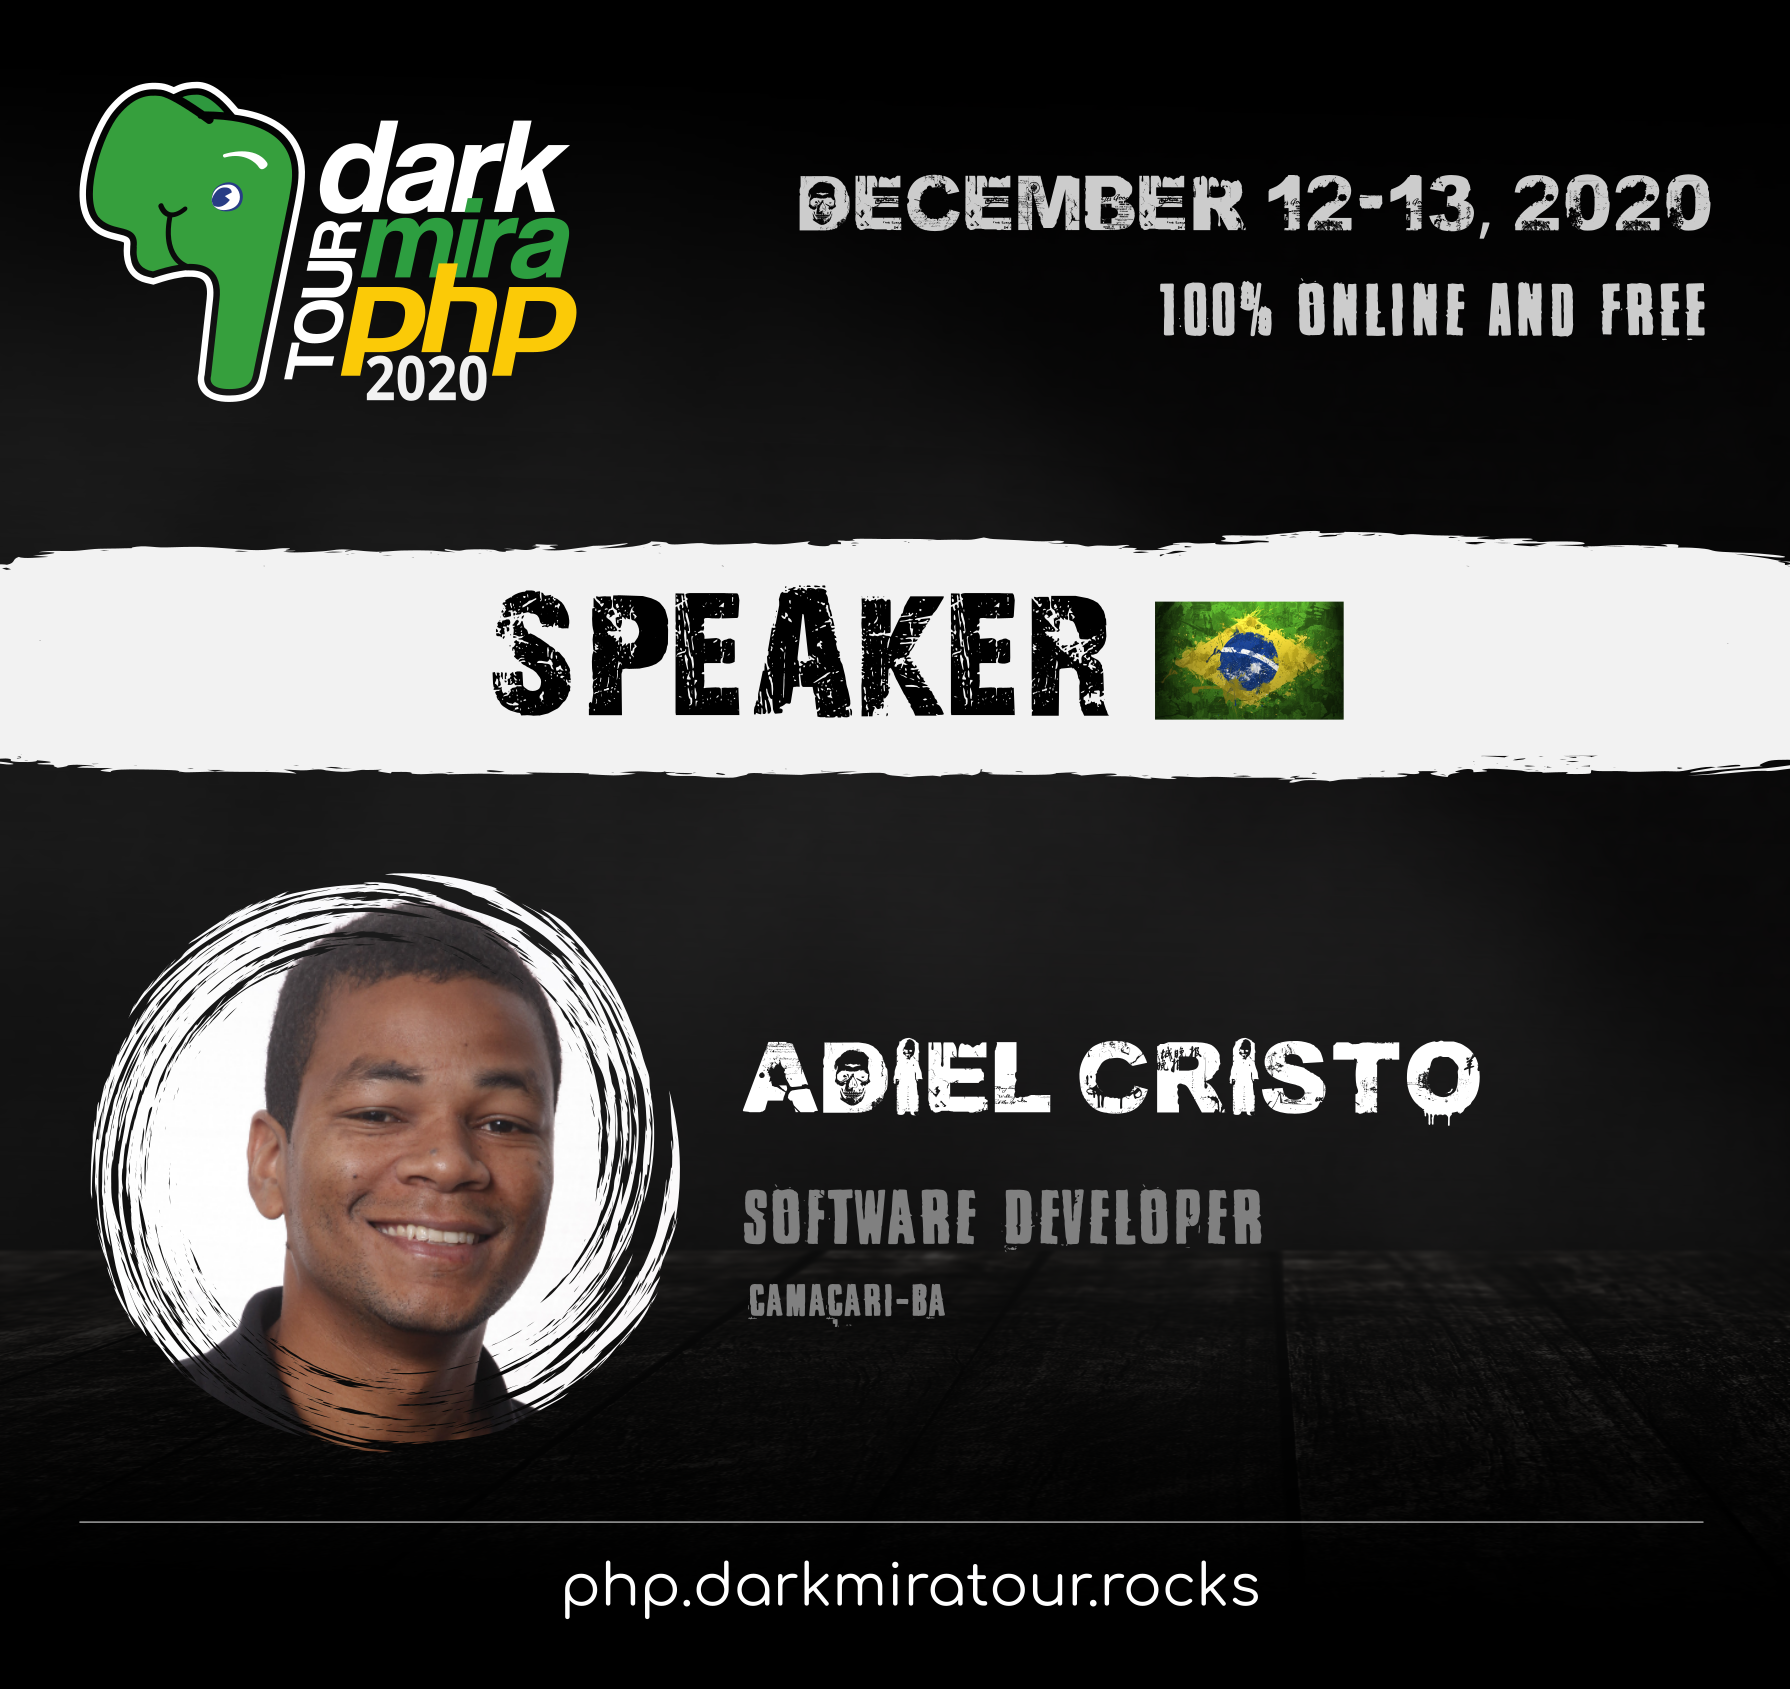 dark
mira
TOUR
php
2020
DECEMBER 12-13, 2020
100% ONLINE AND FREE
SPEAKER
ADIEL CRISTO
SOFTWARE DEVELOPER
CAMAÇARI-BA
php.darkmiratour.rocks